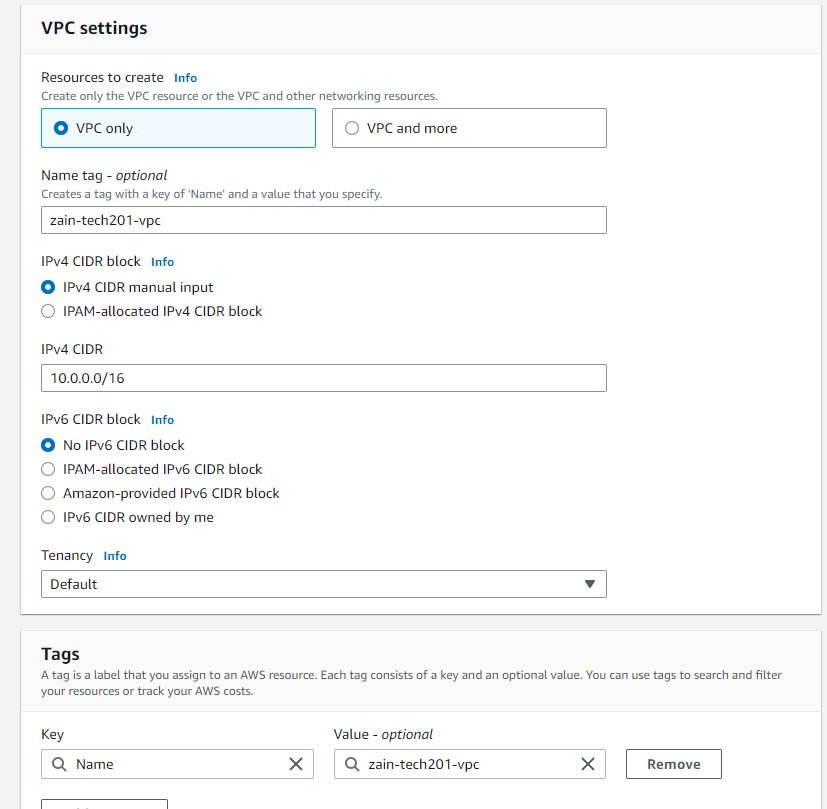 VPC settings
Resources to create Info
Create only the VPC resource or the VPC and other networking resources.
VPC only
VPC and more
Name tag - optional
Creates a tag with a key of 'Name' and a value that you specify.
zain-tech201-vpc
IPv4 CIDR block Info
IPv4 CIDR manual input
IPAM-allocated IPv4 CIDR block
IPv4 CIDR
10.0.0.0/16
IPv6 CIDR block Info
No IPv6 CIDR block
IPAM-allocated IPv6 CIDR block
Amazon-provided IPv6 CIDR block
IPv6 CIDR owned by me
Tenancy Info
Default
Tags
A tag is a label that you assign to an AWS resource. Each tag consists of a key and an optional value. You can use tags to search and filter
your resources or track your AWS costs.
Key
Value - optional
Name
zain-tech201-vpc
Remove